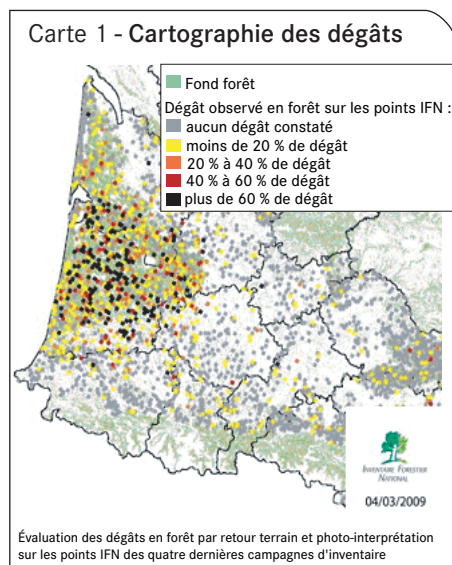 Carte 1 - Cartographie des dégâts
Fond forêt
Dégât observé en forêt sur les points IFN :
aucun dégât constaté
moins de 20 % de dégât
20 % à 40 % de dégât
40 % à 60 % de dégât
plus de 60 % de dégât
INVENTAIRE FORESTIER
NATIONAL
04/03/2009
Évaluation des dégâts en forêt par retour terrain et photo-interprétation
sur les points IFN des quatre dernières campagnes d'inventaire